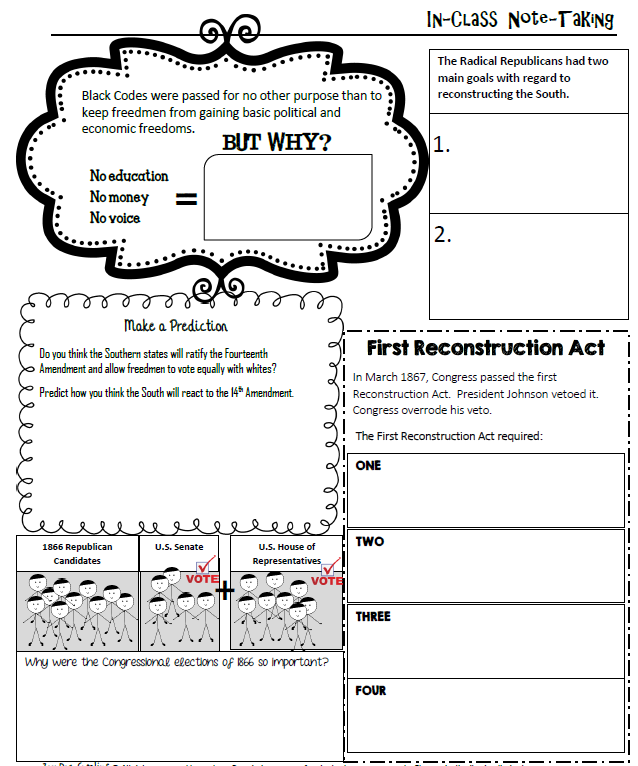 In-Class Note-Taking
Black Codes were passed for no other purpose than to
keep freedmen from gaining basic political and
economic freedoms.
BUT WHY?
No education
No money
No voice
=
The Radical Republicans had two
main goals with regard to
reconstructing the South.
1.
2.
Make a Prediction
Do you think the Southern states will ratify the Fourteenth
Amendment and allow freedmen to vote equally with whites?
Predict how you think the South will react to the 14th Amendment.
First Reconstruction Act
In March 1867, Congress passed the first
Reconstruction Act. President Johnson vetoed it.
Congress overrode his veto.
The First Reconstruction Act required:
ONE
TWO
THREE
FOUR
1866 Republican
Candidates
U.S. Senate
VOTE
+
U.S. House of
Representatives
VOTE
Why were the Congressional elections of 1866 so important?